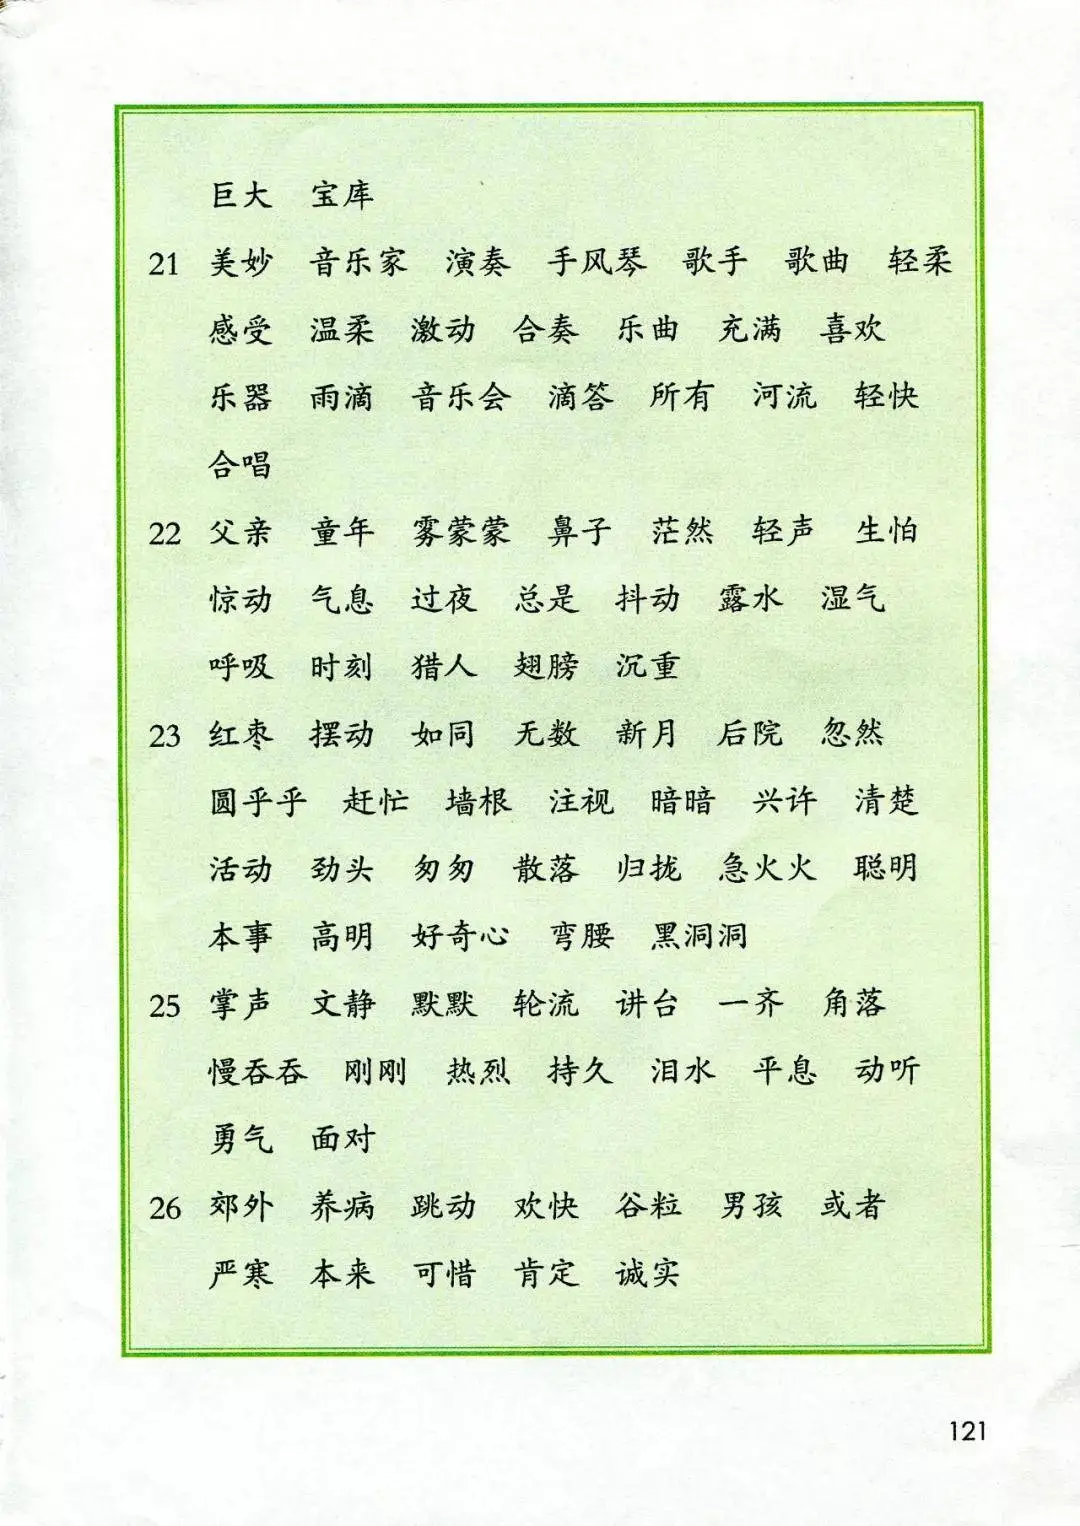 巨大 宝库
21 美妙 音乐家 演奏 手风琴 歌手 歌曲 轻柔
感受 温柔 激动 合奏 乐曲 充满 喜欢
乐器 雨滴 音乐会 滴答 所有 河流 轻快
合唱
22 父亲 童年 雾蒙蒙 鼻子 茫然 轻声 生怕
惊动 气息 过夜 总是 抖动 露水 湿气
呼吸 时刻 猎人 翅膀 沉重
23 红枣 摆动 如同 无数 新月 后院 忽然
圆乎乎 赶忙 墙根 注视 暗暗 兴许 清楚
活动 劲头 匆匆 散落 归拢 急火火 聪明
本事 高明 好奇心 弯腰 黑洞洞
25 掌声 文静 默默 轮流 讲台 一齐 角落
慢吞吞 刚刚 热烈 持久 泪水 平息 动听
勇气 面对
26 郊外 养病 跳动 欢快 谷粒 男孩 或者
严寒 本来 可惜 肯定 诚实
121